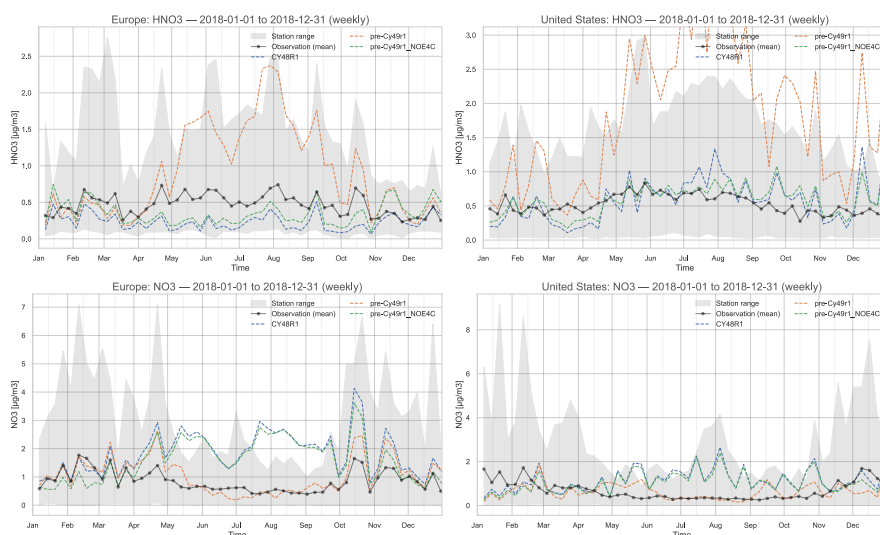 Europe: HNO3 — 2018-01-01 to 2018-12-31 (weekly)
Station range
Observation (mean)
CY48R1
pre-Cy49r1
pre-Cy49r1_NOE4C
HNO3 [µg/m3]
2.5
2.0
1.5
1.0
0.5
0.0
Jan Feb Mar Apr May Jun Jul Aug Sep Oct Nov Dec
Time
United States: HNO3 — 2018-01-01 to 2018-12-31 (weekly)
Station range
Observation (mean)
CY48R1
pre-Cy49r1
pre-Cy49r1_NOE4C
HNO3 [µg/m3]
3.0
2.5
2.0
1.5
1.0
0.5
0.0
Jan Feb Mar Apr May Jun Jul Aug Sep Oct Nov Dec
Time
Europe: NO3 — 2018-01-01 to 2018-12-31 (weekly)
Station range
Observation (mean)
CY48R1
pre-Cy49r1
pre-Cy49r1_NOE4C
NO3 [µg/m3]
7
6
5
4
3
2
1
0
Jan Feb Mar Apr May Jun Jul Aug Sep Oct Nov Dec
Time
United States: NO3 — 2018-01-01 to 2018-12-31 (weekly)
Station range
Observation (mean)
CY48R1
pre-Cy49r1
pre-Cy49r1_NOE4C
NO3 [µg/m3]
8
6
4
2
0
Jan Feb Mar Apr May Jun Jul Aug Sep Oct Nov Dec
Time